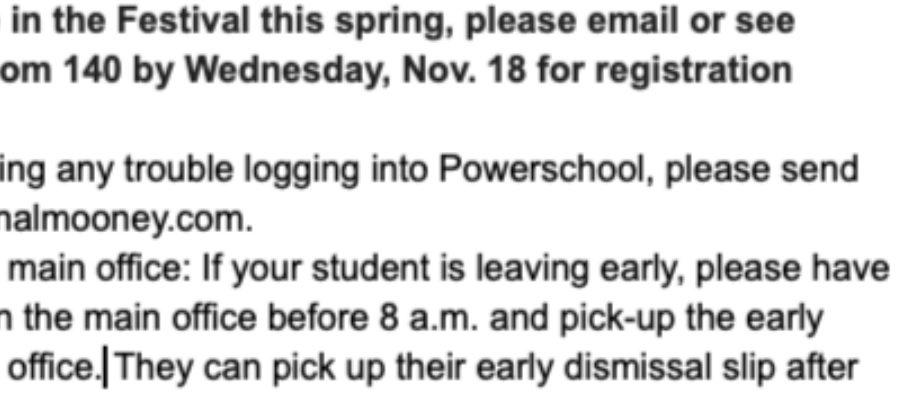 in the Festival this spring, please email or see
om 140 by Wednesday, Nov. 18 for registration
ing any trouble logging into Powerschool, please send
nalmooney.com.
main office: If your student is leaving early, please have
n the main office before 8 a.m. and pick-up the early
office. They can pick up their early dismissal slip after